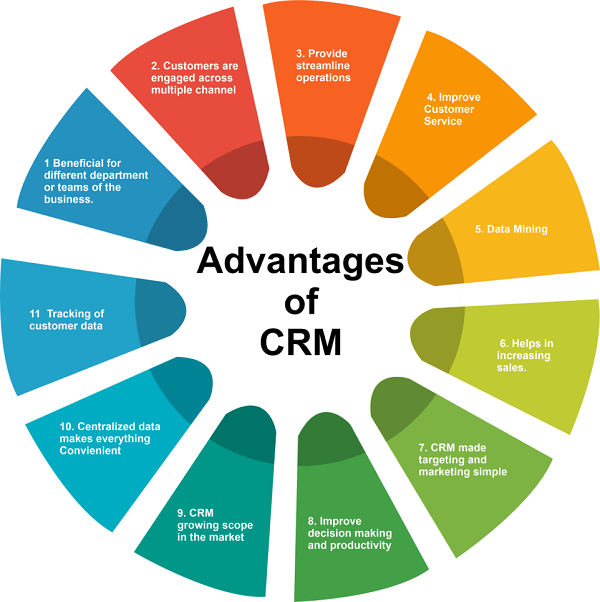 Advantages
of
CRM
1 Beneficial for
different department
or teams of the
business.
2. Customers are
engaged across
multiple channel
3. Provide
streamline
operations
4. Improve
Customer
Service
5. Data Mining
6. Helps in
increasing
sales.
7. CRM made
targeting and
marketing simple
8. Improve
decision making
and productivity
9. CRM
growing scope
in the market
10. Centralized data
makes everything
Convienient
11 Tracking of
customer data